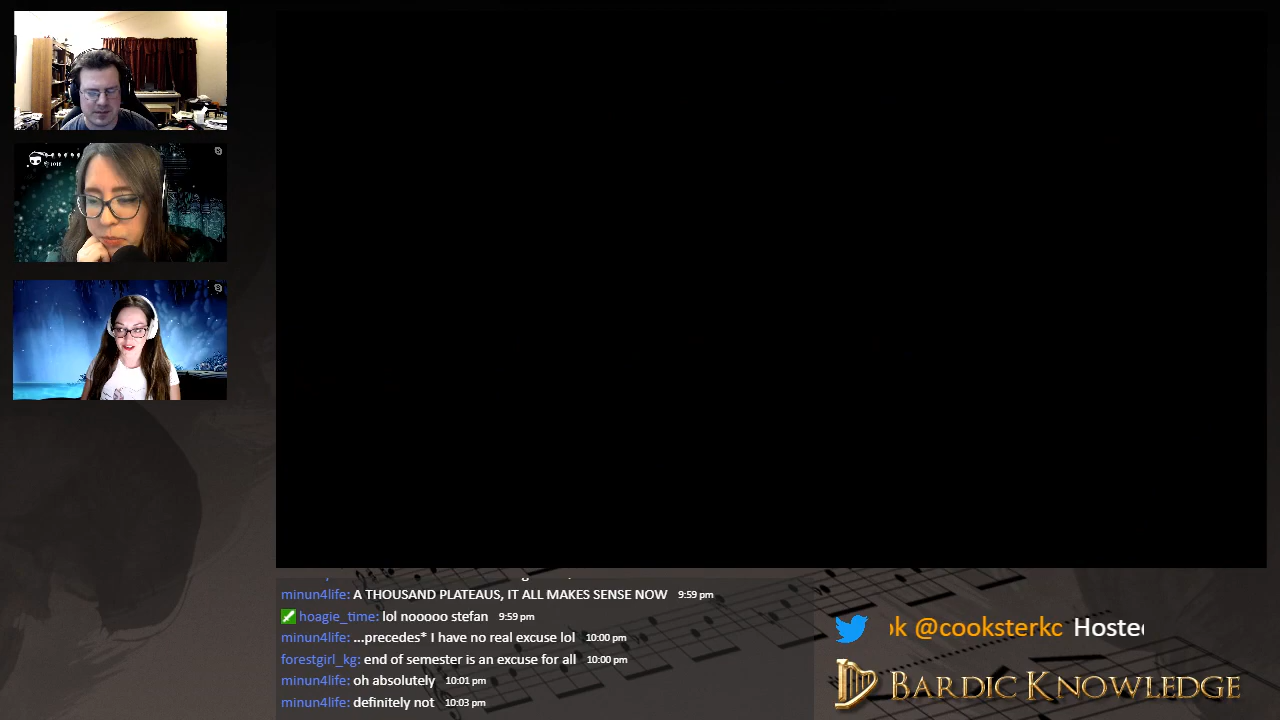 minun4life: A THOUSAND PLATEAUS, IT ALL MAKES SENSE NOW 9:59 pm
hoagie_time: lol nooooo stefan 9:59 pm
minun4life: ...precedes* I have no real excuse lol 10:00 pm
forestgirl_kg: end of semester is an excuse for all 10:00 pm
minun4life: oh absolutely 10:01 pm
minun4life: definitely not 10:03 pm
ok @cooksterkc Hosted
BARDIC KNOWLEDGE